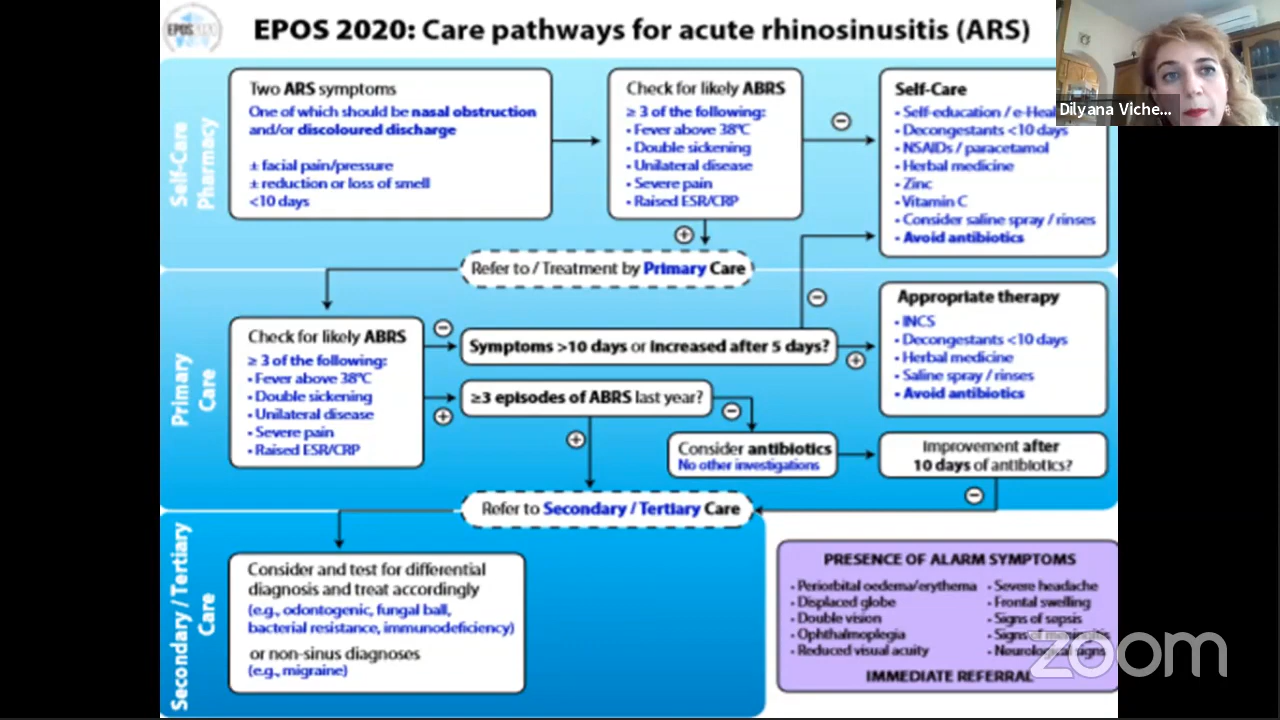 EPOS 2020: Care pathways for acute rhinosinusitis (ARS)
Self-Care
Pharmacy
Two ARS symptoms
One of which should be nasal obstruction
and/or discoloured discharge
± facial pain/pressure
± reduction or loss of smell
<10 days
Check for likely ABRS
≥ 3 of the following:
• Fever above 38ºC
• Double sickening
• Unilateral disease
• Severe pain
• Raised ESR/CRP
Self-Care
• Self-education / e-Heal
• Decongestants <10 days
• NSAIDs / paracetamol
• Herbal medicine
• Zinc
• Vitamin C
• Consider saline spray / rinses
• Avoid antibiotics
Dilyana Viche...
Refer to / Treatment by Primary Care
Primary
Care
Check for likely ABRS
≥ 3 of the following:
• Fever above 38ºC
• Double sickening
• Unilateral disease
• Severe pain
• Raised ESR/CRP
Symptoms >10 days or increased after 5 days?
≥3 episodes of ABRS last year?
Consider antibiotics
No other investigations
Appropriate therapy
• INCS
• Decongestants <10 days
• Herbal medicine
• Saline spray / rinses
• Avoid antibiotics
Improvement after
10 days of antibiotics?
Refer to Secondary / Tertiary Care
Secondary / Tertiary
Care
Consider and test for differential
diagnosis and treat accordingly
(e.g., odontogenic, fungal ball,
bacterial resistance, immunodeficiency)
or non-sinus diagnoses
(e.g., migraine)
PRESENCE OF ALARM SYMPTOMS
• Periorbital oedema/erythema
• Displaced globe
• Double vision
• Ophthalmoplegia
• Reduced visual acuity
• Severe headache
• Frontal swelling
• Signs of sepsis
• Signs of
• Neurological signs
IMMEDIATE REFERRAL
zoom